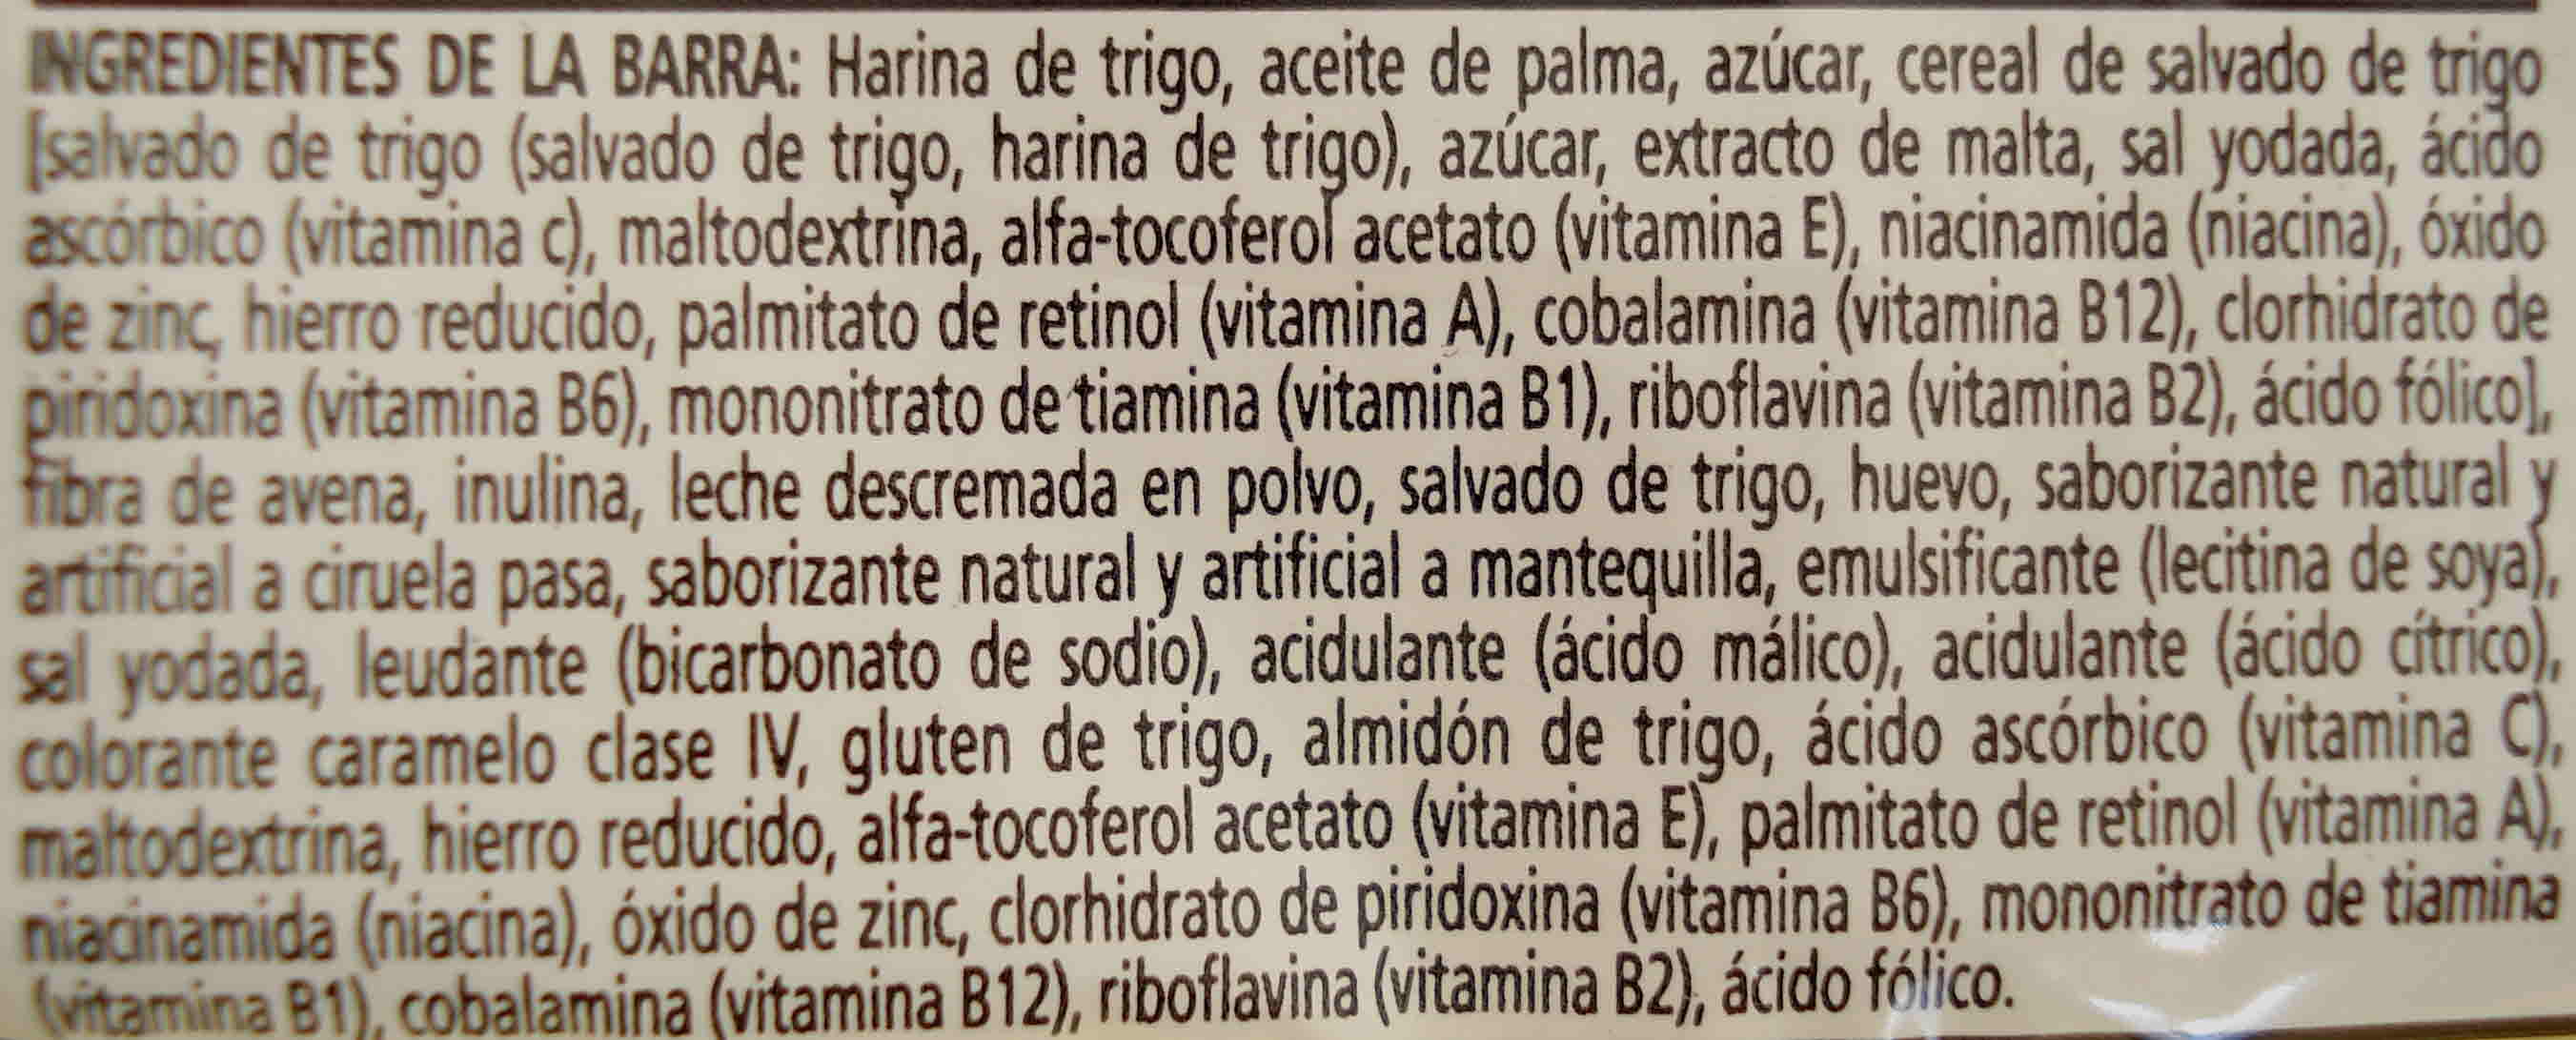 INGREDIENTES DE LA BARRA: Harina de trigo, aceite de palma, azúcar, cereal de salvado de trigo
[salvado de trigo (salvado de trigo, harina de trigo), azúcar, extracto de malta, sal yodada, ácido
ascórbico (vitamina c), maltodextrina, alfa-tocoferol acetato (vitamina E), niacinamida (niacina), óxido
de zinc, hierro reducido, palmitato de retinol (vitamina A), cobalamina (vitamina B12), clorhidrato de
piridoxina (vitamina B6), mononitrato de tiamina (vitamina B1), riboflavina (vitamina B2), ácido fólico],
fibra de avena, inulina, leche descremada en polvo, salvado de trigo, huevo, saborizante natural y
artificial a ciruela pasa, saborizante natural y artificial a mantequilla, emulsificante (lecitina de soya),
sal yodada, leudante (bicarbonato de sodio), acidulante (ácido málico), acidulante (ácido cítrico),
colorante caramelo clase IV, gluten de trigo, almidón de trigo, ácido ascórbico (vitamina C),
maltodextrina, hierro reducido, alfa-tocoferol acetato (vitamina E), palmitato de retinol (vitamina A),
niacinamida (niacina), óxido de zinc, clorhidrato de piridoxina (vitamina B6), mononitrato de tiamina
(vitamina B1), cobalamina (vitamina B12), riboflavina (vitamina B2), ácido fólico.